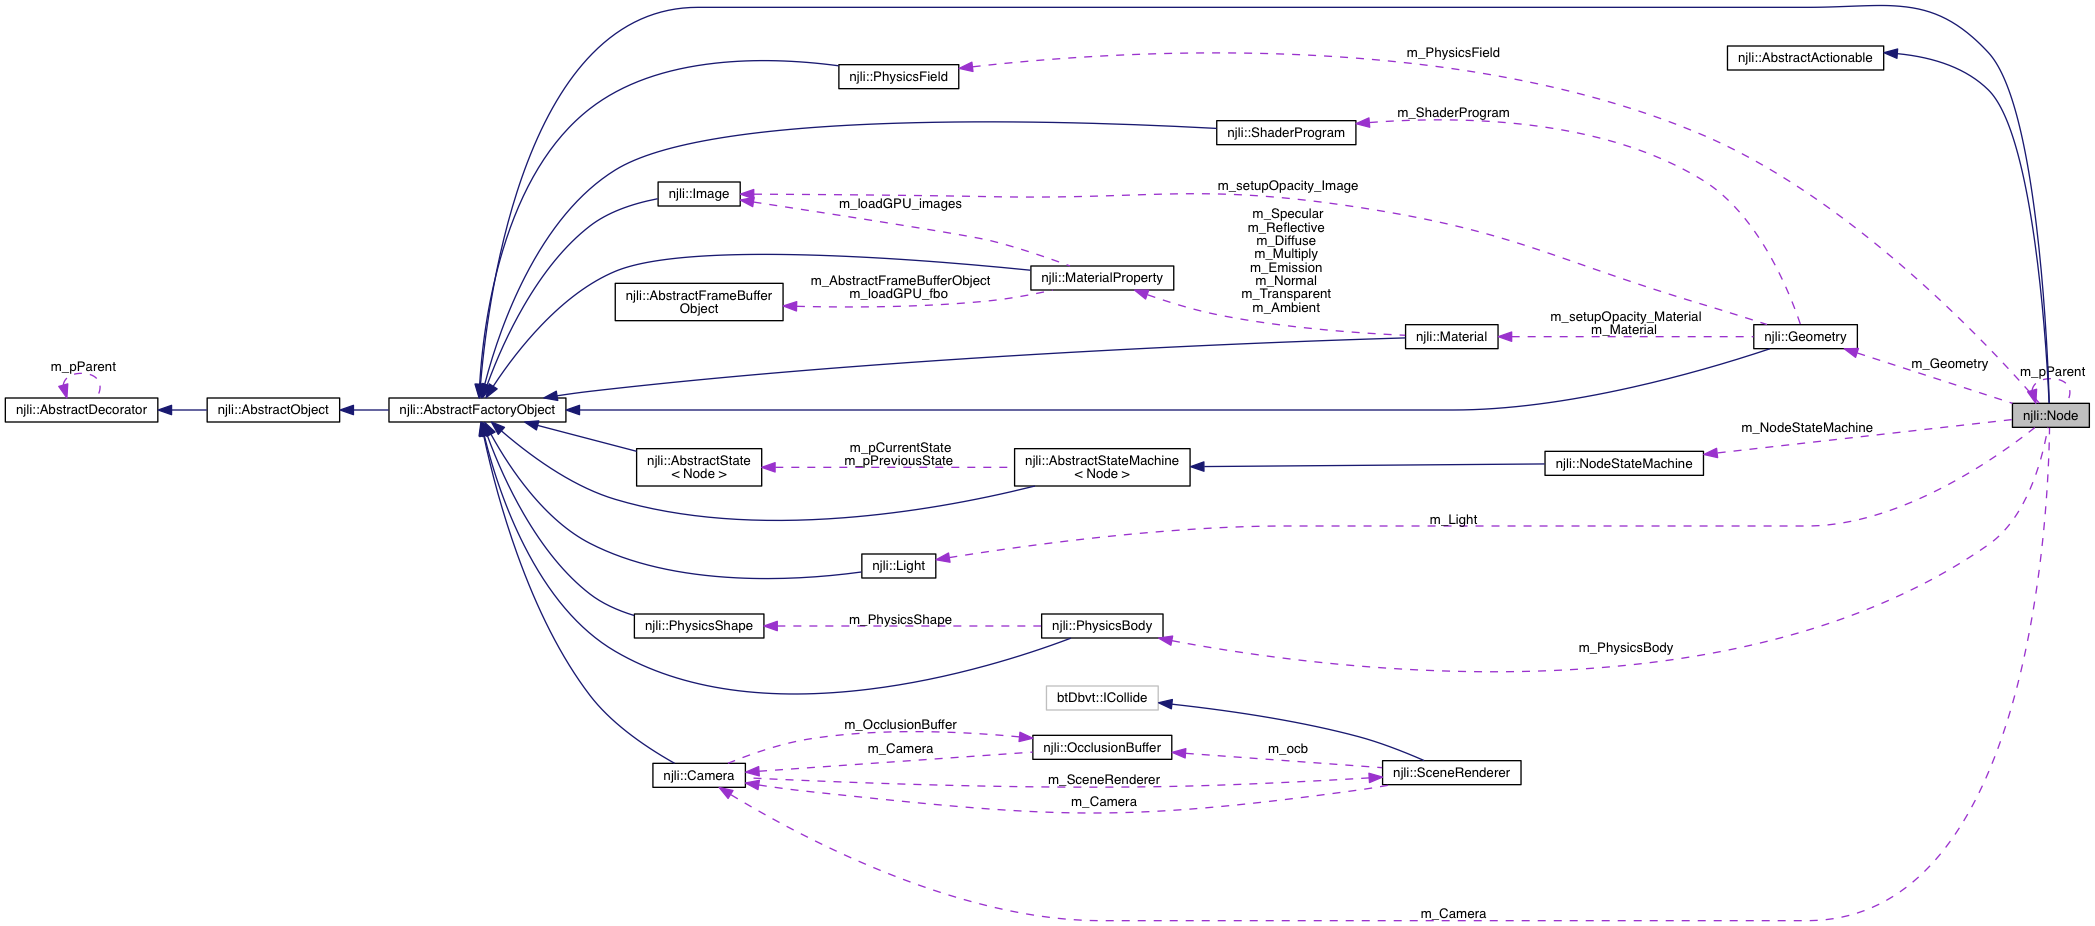 m_PhysicsField
njli::AbstractActionable
njli::PhysicsField
m_ShaderProgram
njli::ShaderProgram
m_setupOpacity_Image
njli::Image
m_loadGPU_images
m_Specular
m_Reflective
m_Diffuse
m_Multiply
m_Emission
m_Normal
m_Transparent
m_Ambient
njli::MaterialProperty
m_AbstractFrameBufferObject
m_loadGPU_fbo
njli::AbstractFrameBuffer
Object
m_setupOpacity_Material
m_Material
njli::Material
njli::Geometry
m_Geometry
m_pParent
m_pParent
njli::AbstractDecorator
njli::AbstractObject
njli::AbstractFactoryObject
njli::Node
m_NodeStateMachine
m_pCurrentState
m_pPreviousState
njli::AbstractState
< Node >
njli::AbstractStateMachine
< Node >
njli::NodeStateMachine
m_Light
njli::Light
njli::PhysicsShape
m_PhysicsShape
njli::PhysicsBody
m_PhysicsBody
btDbvt::ICollide
m_OcclusionBuffer
njli::OcclusionBuffer
m_Camera
m_ocb
njli::Camera
m_SceneRenderer
njli::SceneRenderer
m_Camera
m_Camera